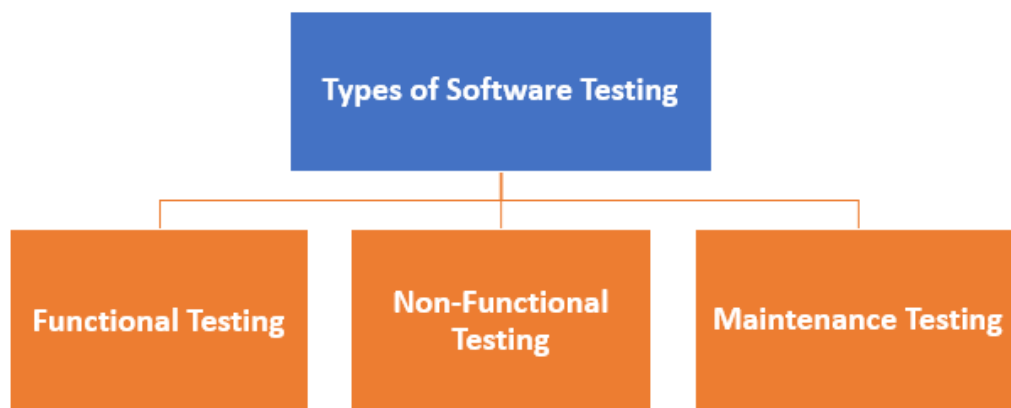 Types of Software Testing
Functional Testing
Non-Functional
Testing
Maintenance Testing